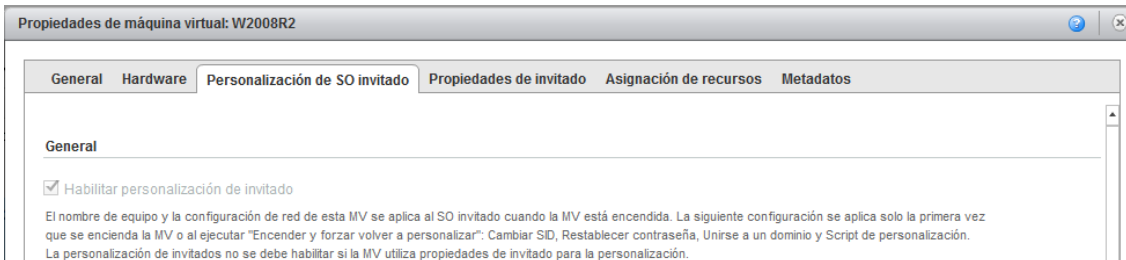 Propiedades de máquina virtual: W2008R2
General Hardware Personalización de SO invitado Propiedades de invitado Asignación de recursos Metadatos
General
Habilitar personalización de invitado
El nombre de equipo y la configuración de red de esta MV se aplica al SO invitado cuando la MV está encendida. La siguiente configuración se aplica solo la primera vez
que se encienda la MV o al ejecutar "Encender y forzar volver a personalizar": Cambiar SID, Restablecer contraseña, Unirse a un dominio y Script de personalización.
La personalización de invitados no se debe habilitar si la MV utiliza propiedades de invitado para la personalización.